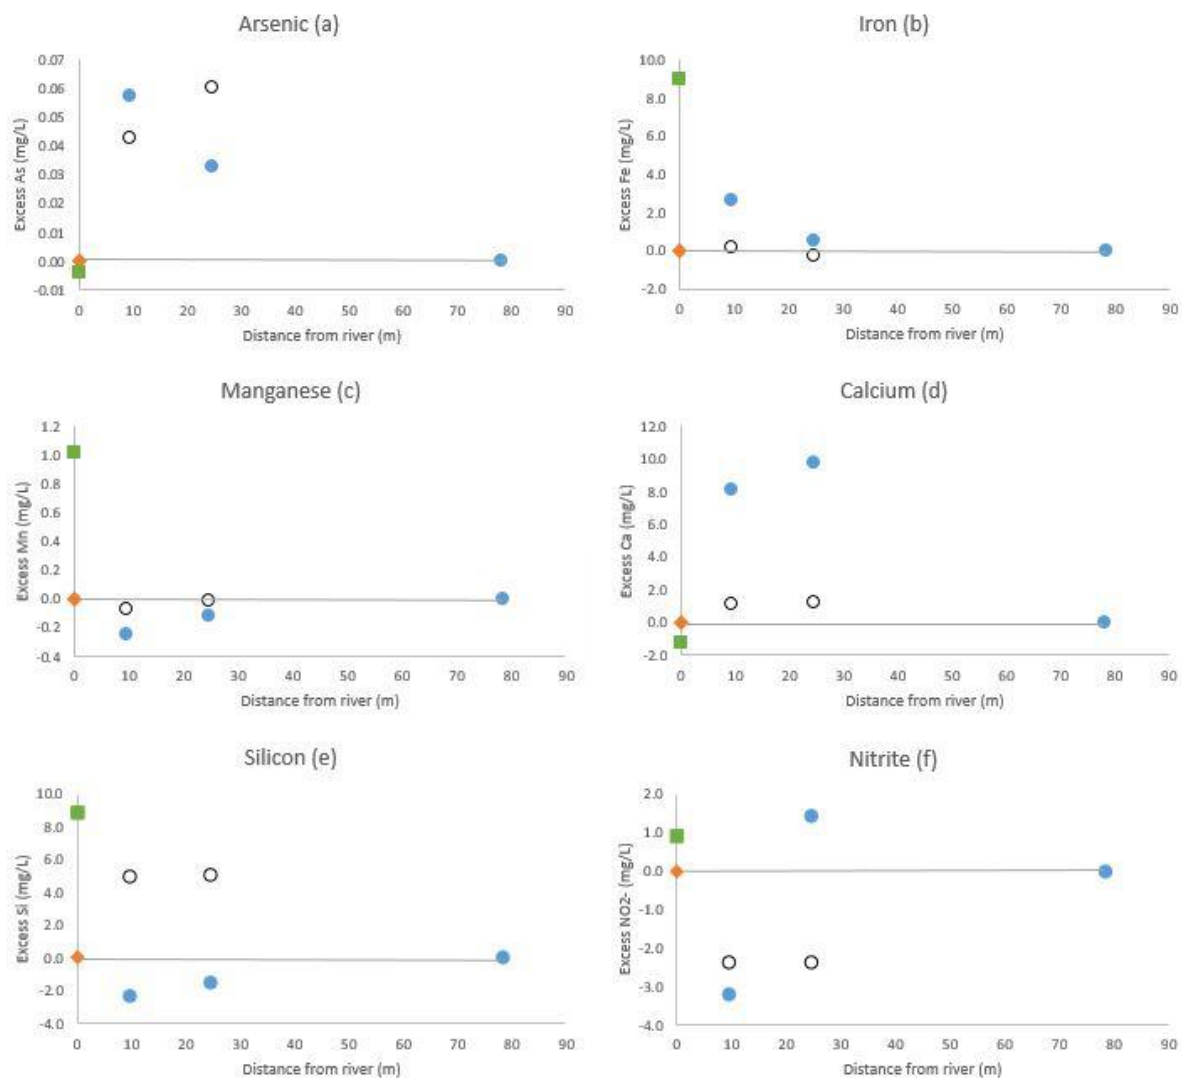 Arsenic (a)
0.07
0.06
0.05
0.04
0.03
0.02
0.01
0.00
-0.01
Excess As (mg/L)
0 10 20 30 40 50 60 70 80 90
Distance from river (m)
Iron (b)
10.0
8.0
6.0
4.0
2.0
0.0
-2.0
Excess Fe (mg/L)
0 10 20 30 40 50 60 70 80 90
Distance from river (m)
Manganese (c)
1.2
1.0
0.8
0.6
0.4
0.2
0.0
-0.2
-0.4
Excess Mn (mg/L)
0 10 20 30 40 50 60 70 80 90
Distance from river (m)
Calcium (d)
12.0
10.0
8.0
6.0
4.0
2.0
0.0
-2.0
Excess Ca (mg/L)
0 10 20 30 40 50 60 70 80 90
Distance from river (m)
Silicon (e)
10.0
8.0
6.0
4.0
2.0
0.0
-2.0
-4.0
Excess Si (mg/L)
0 10 20 30 40 50 60 70 80 90
Distance from river (m)
Nitrite (f)
2.0
1.0
0.0
-1.0
-2.0
-3.0
-4.0
Excess NO2- (mg/L)
0 10 20 30 40 50 60 70 80 90
Distance from river (m)